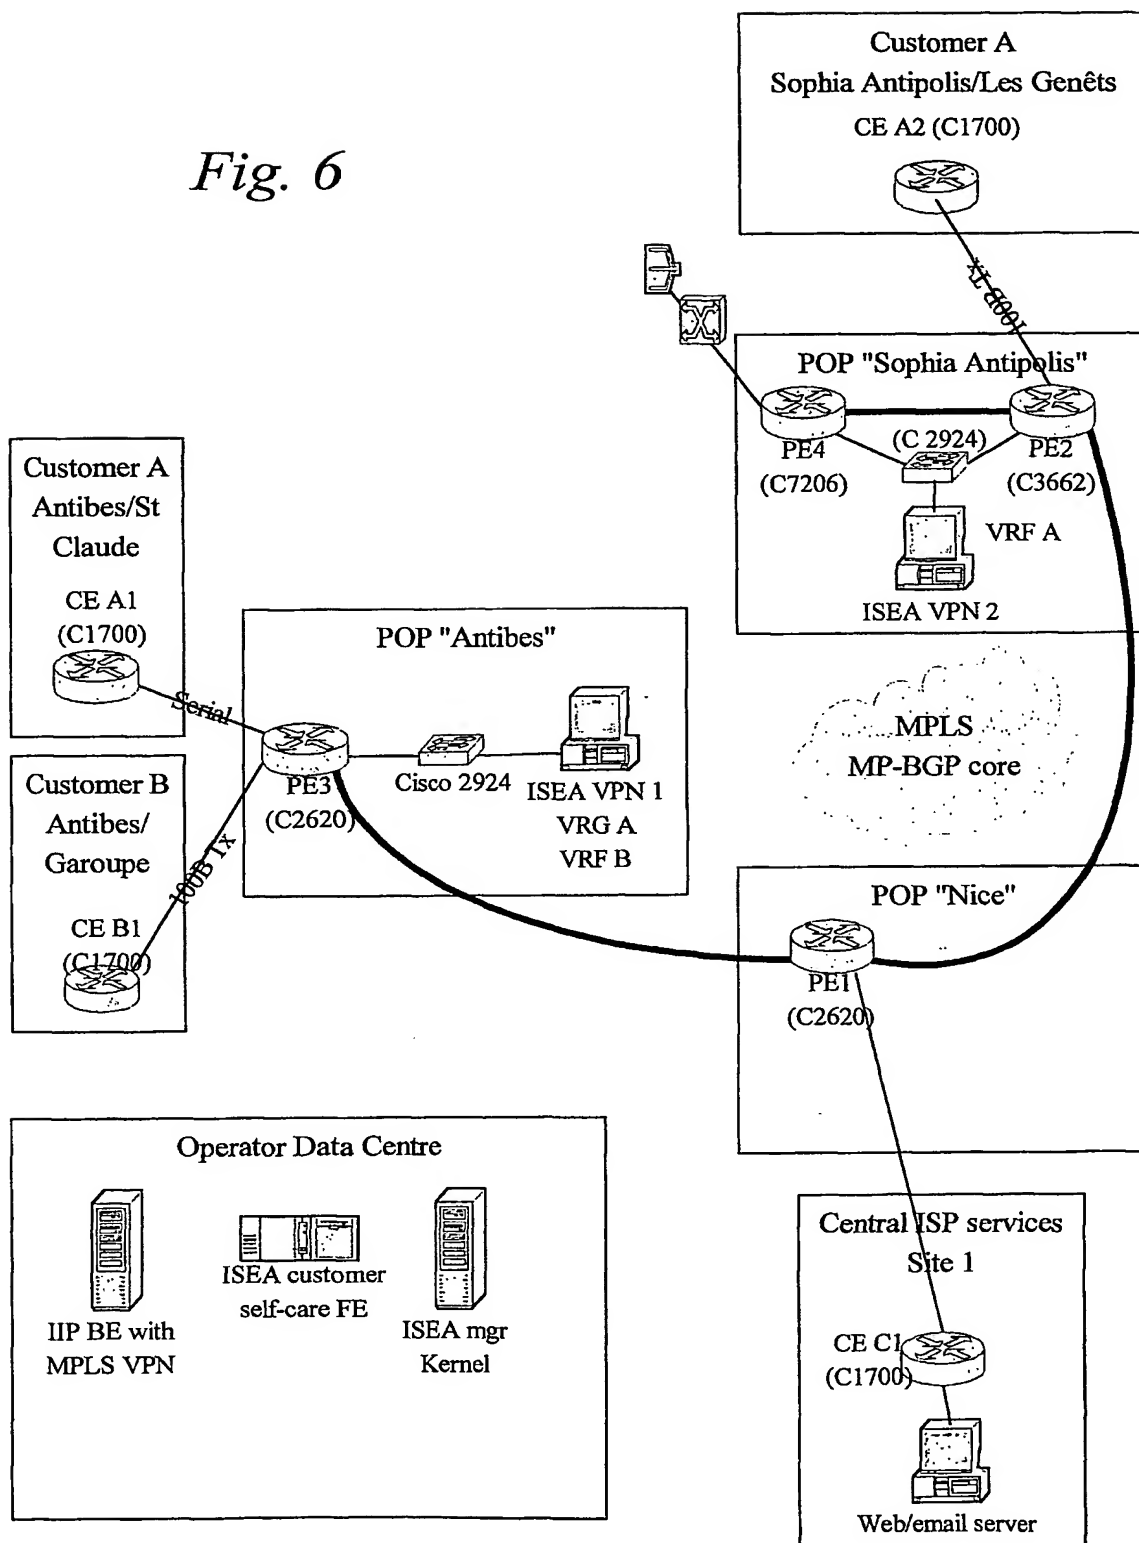 Fig. 6
Customer A
Sophia Antipolis/Les Genêts
CE A2 (C1700)
100B Tx
POP "Sophia Antipolis"
(C 2924)
PE4
(C7206)
PE2
(C3662)
VRF A
ISEA VPN 2
Customer A
Antibes/St
Claude
CE A1
(C1700)
Serial
POP "Antibes"
PE3
(C2620)
Cisco 2924
ISEA VPN 1
VRG A
VRF B
Customer B
Antibes/
Garoupe
CE B1
(C1700)
100B Tx
MPLS
MP-BGP core
POP "Nice"
PE1
(C2620)
Operator Data Centre
IIP BE with
MPLS VPN
ISEA customer
self-care FE
ISEA mgr
Kernel
Central ISP services
Site 1
CE C1
(C1700)
Web/email server